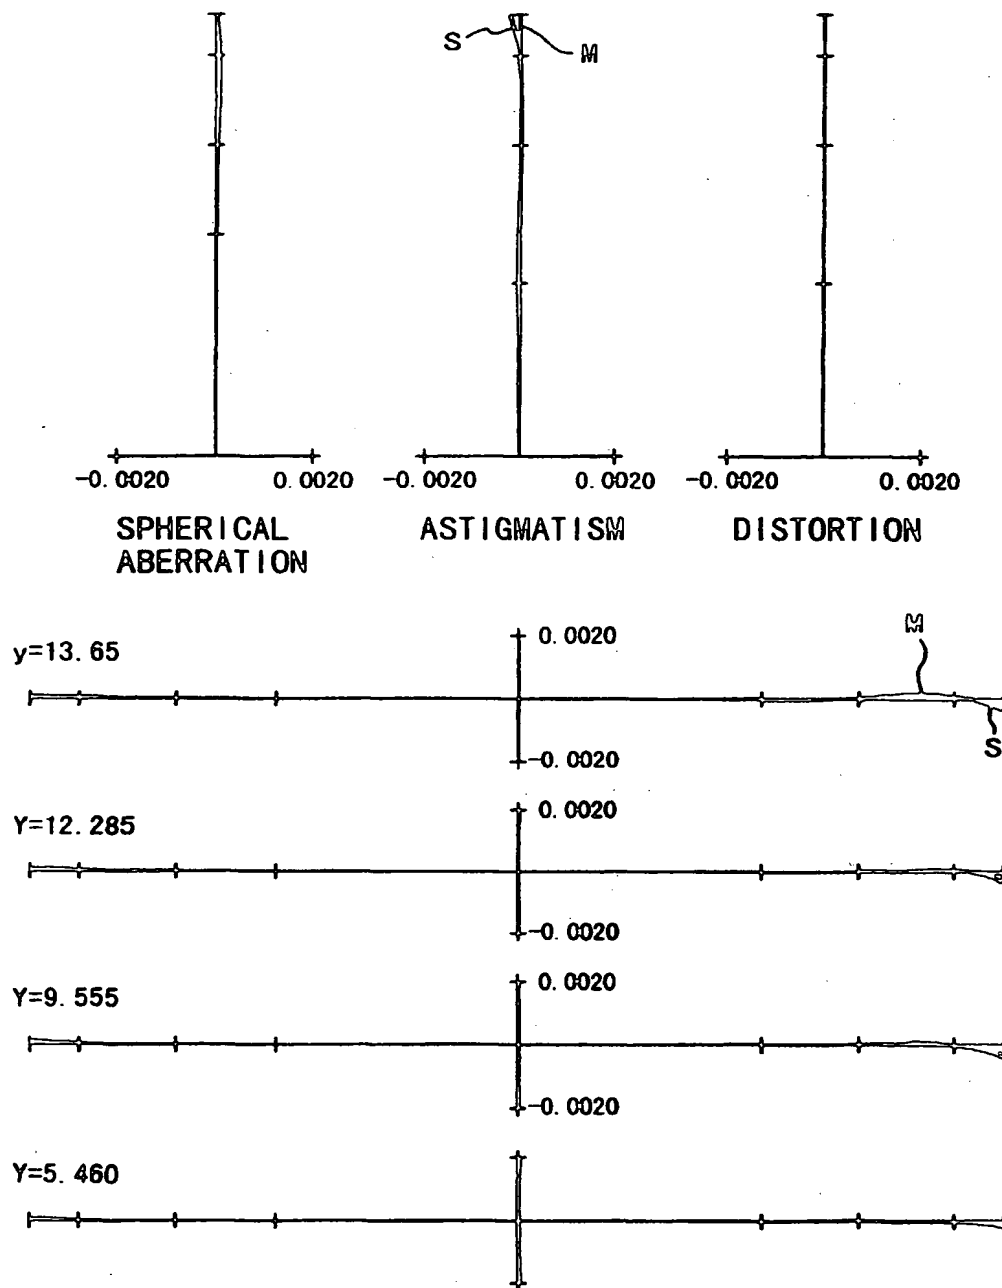 S
M
-0.0020 0.0020 -0.0020 0.0020 -0.0020 0.0020
SPHERICAL ABERRATION
ASTIGMATISM
DISTORTION
y=13.65
0.0020
M
-0.0020
S
Y=12.285
0.0020
-0.0020
Y=9.555
0.0020
-0.0020
Y=5.460